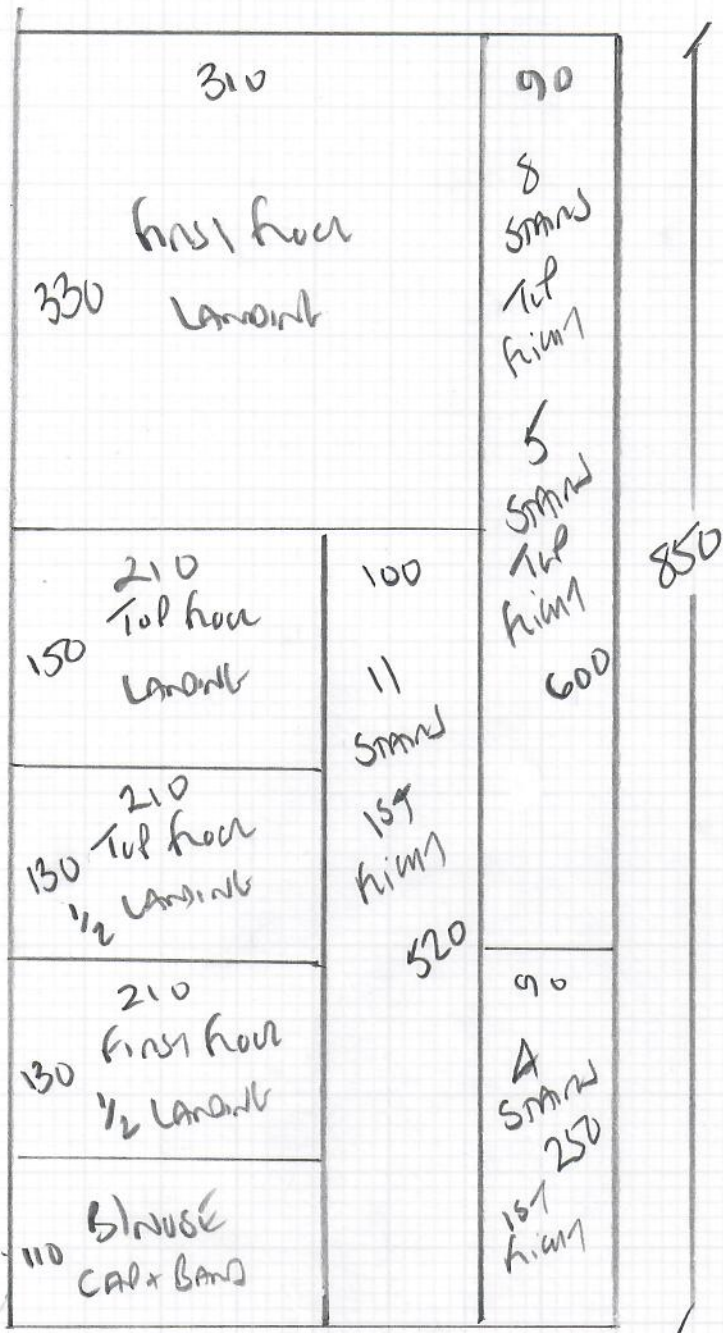 310
90
First Floor
330
LANDING
8
STAIRS
Top
Flight
5
STAIRS
Top
Flight
600
850
210
Top Floor
150
LANDING
100
11
STAIRS
1st
Flight
520
210
Top Floor
130
1/2 LANDING
210
First Floor
130
1/2 LANDING
90
4
STAIRS
250
1st
Flight
B/NOSE
110
CAP + BAND